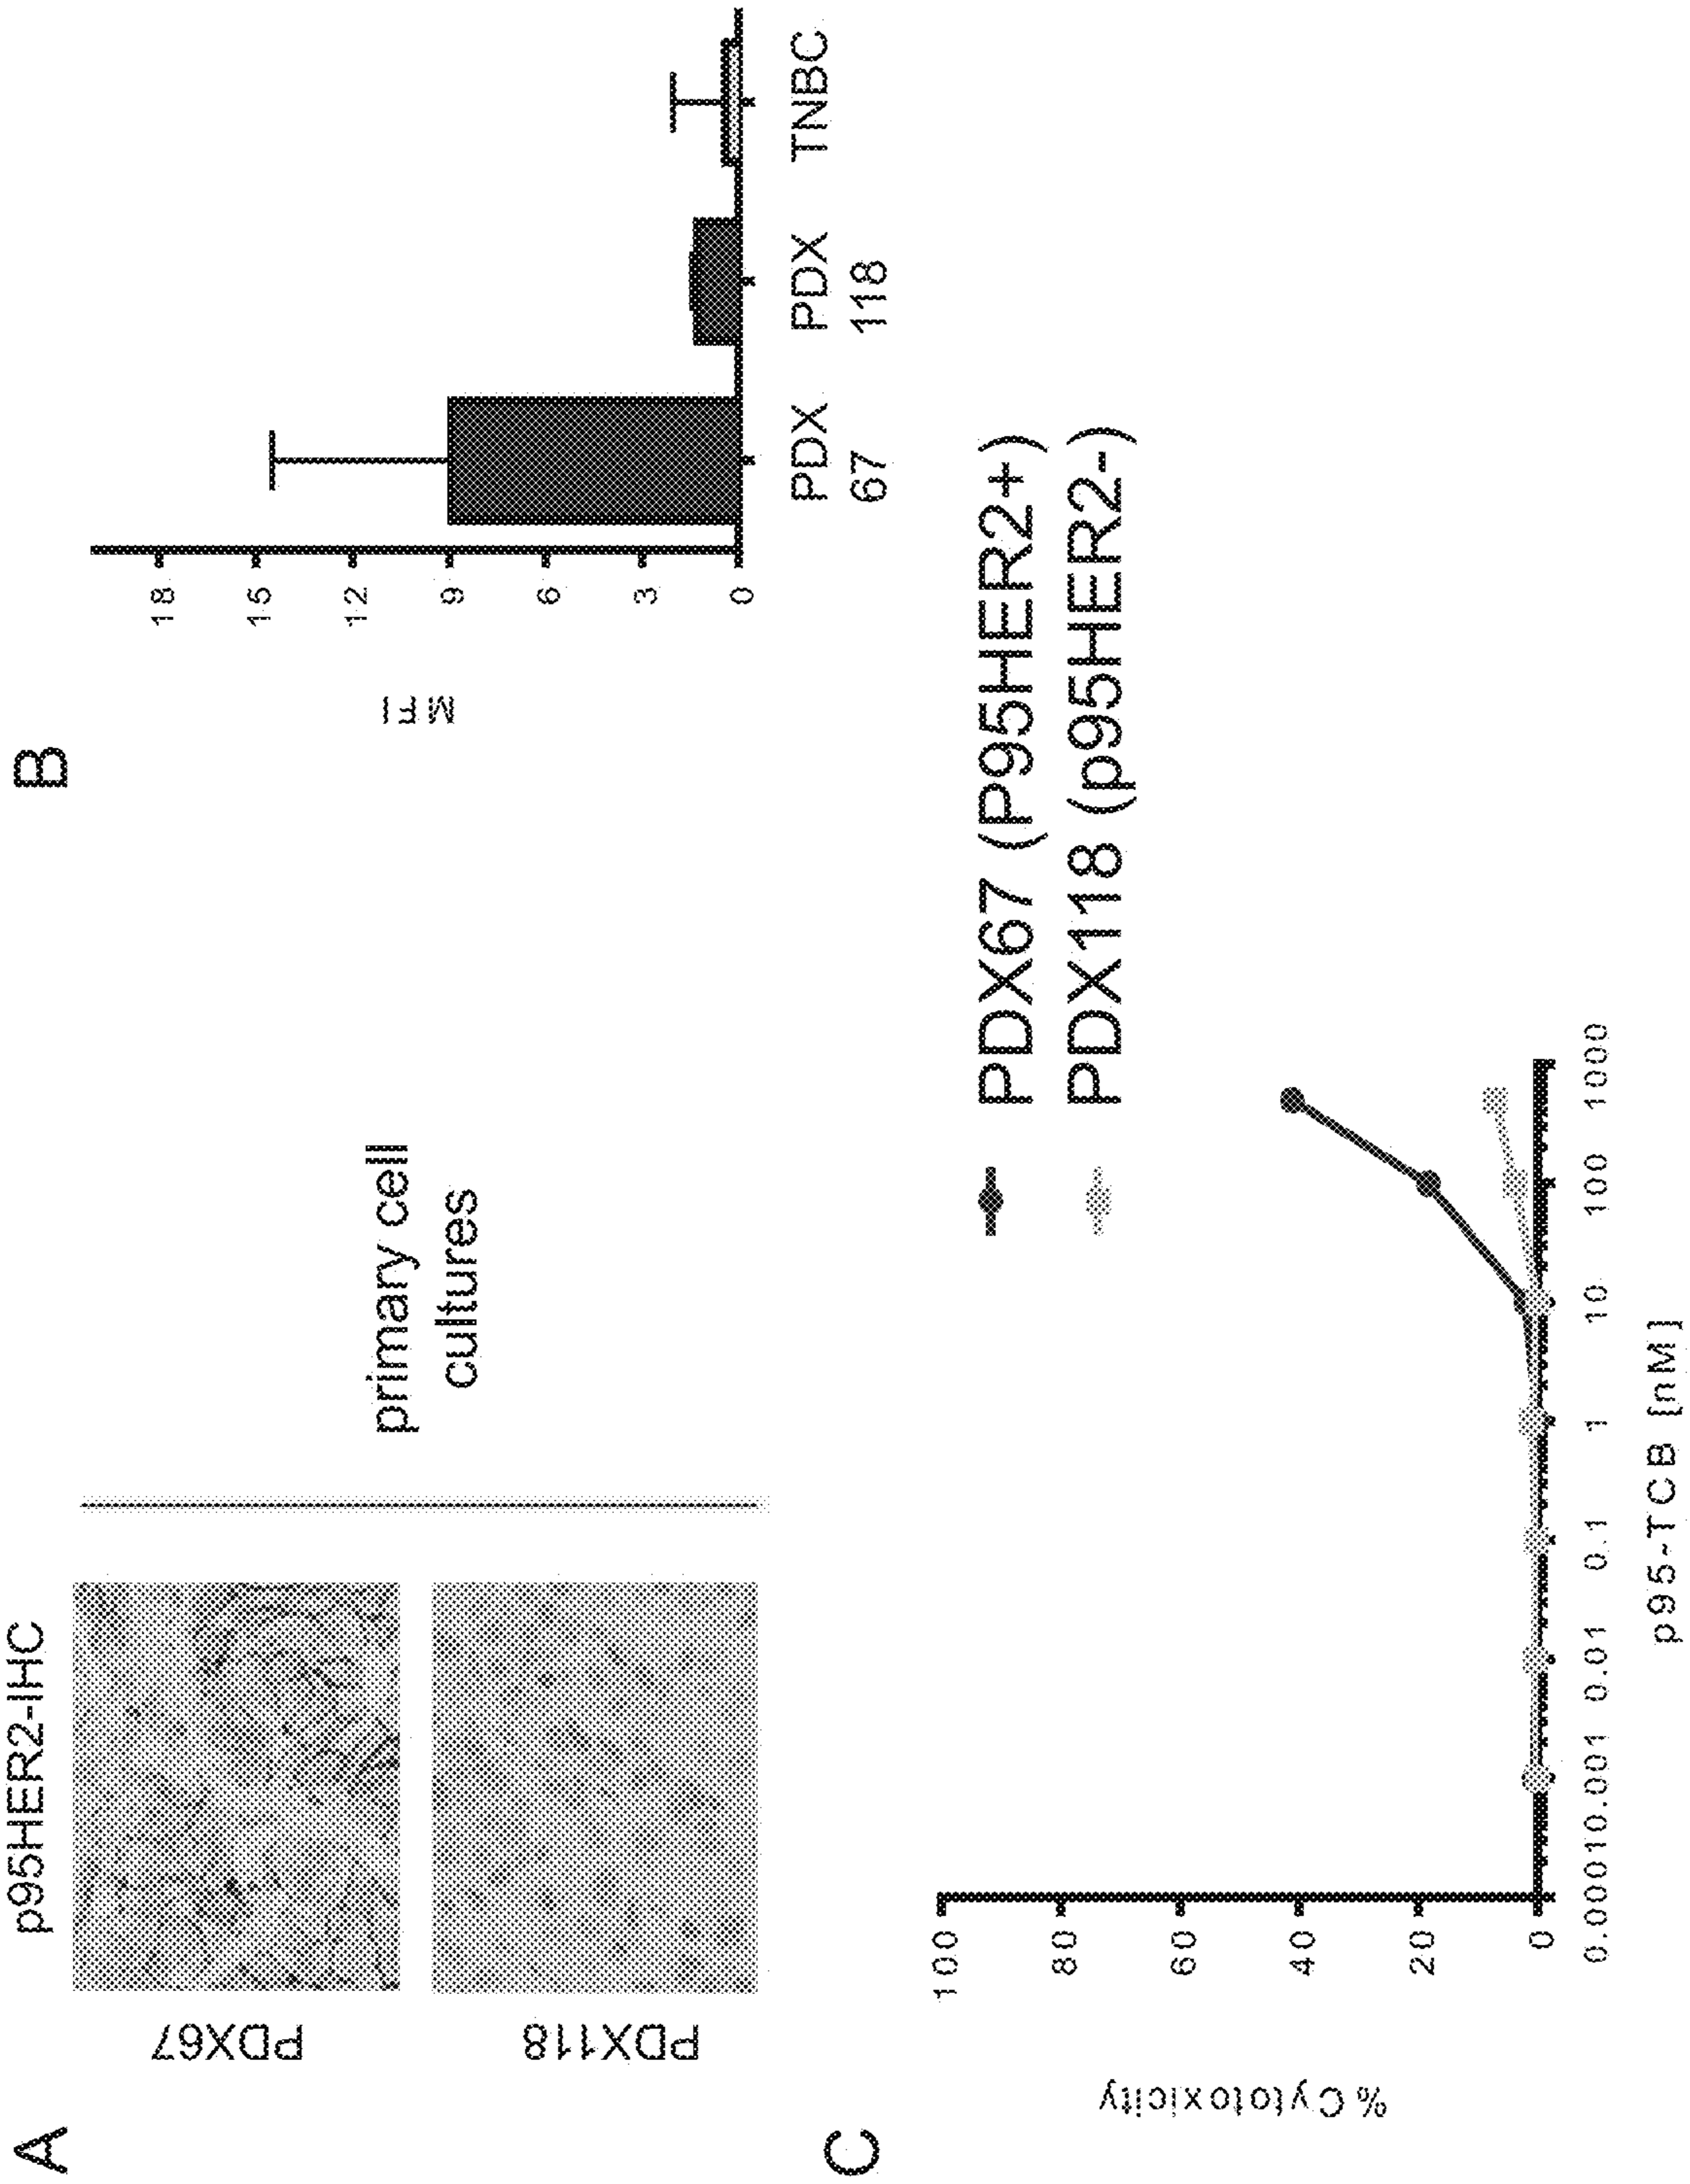 A
p95HER2-IHC
PDX67
PDX118
primary cell
cultures
B
MFI
18
15
12
9
6
3
0
PDX
67
PDX
118
TNBC
C
% Cytotoxicity
100
80
60
40
20
0
0.0001
0.001
0.01
0.1
1
10
100
1000
p95-TCB [nM]
PDX67 (P95HER2+)
PDX118 (p95HER2-)